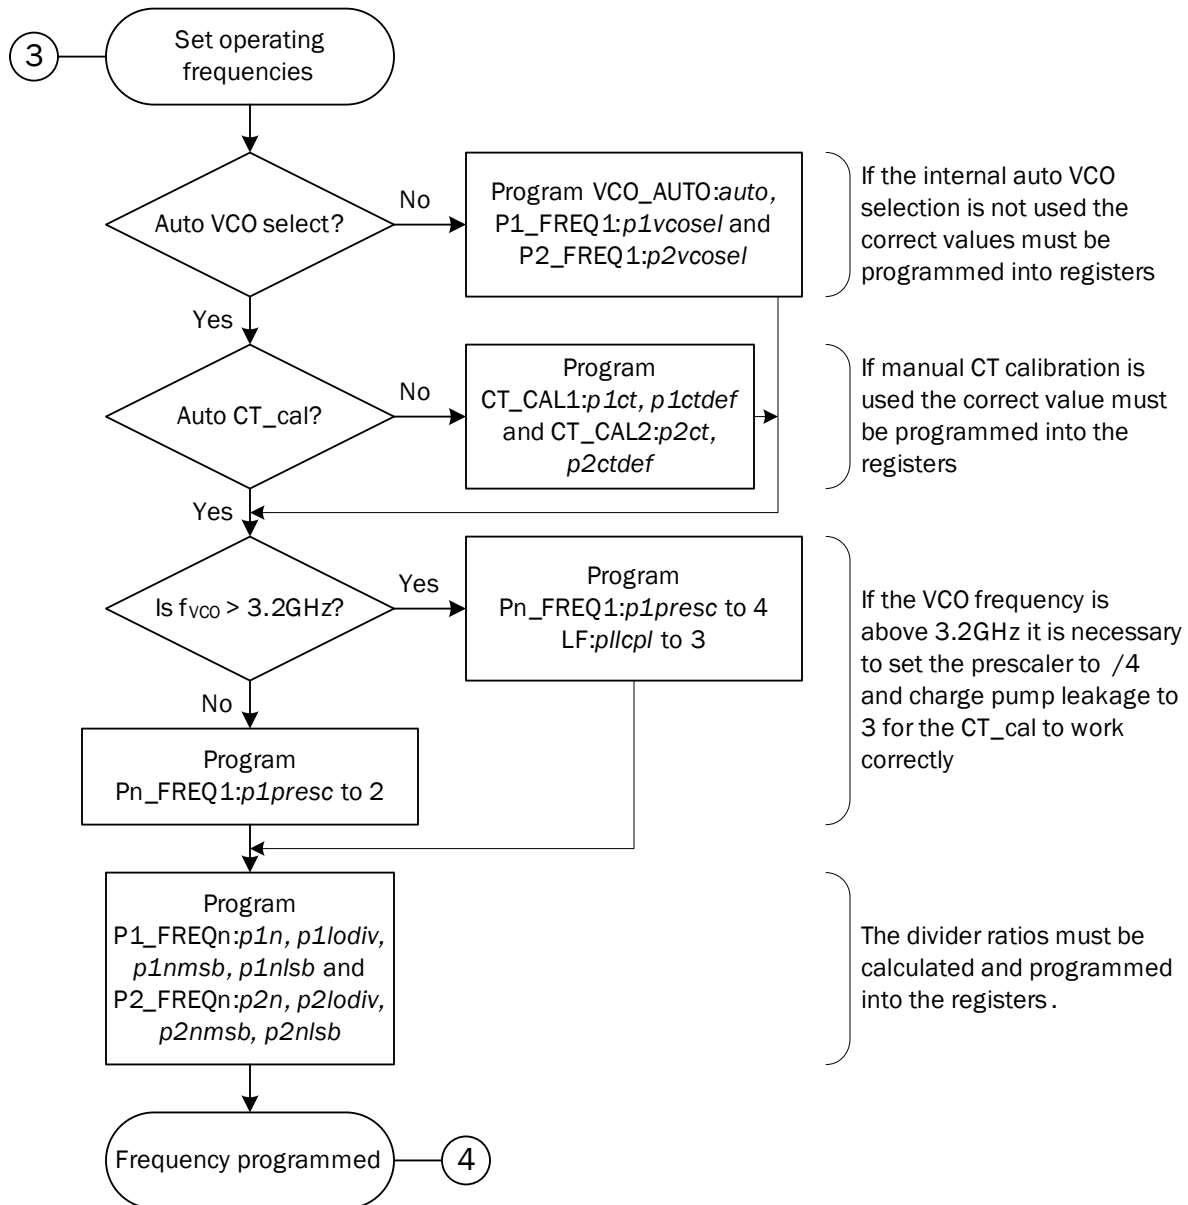 3
Set operating
frequencies
Auto VCO select?
No
Program VCO_AUTO:auto,
P1_FREQ1:p1vcosel and
P2_FREQ1:p2vcosel
If the internal auto VCO
selection is not used the
correct values must be
programmed into registers
Yes
Auto CT_cal?
No
Program
CT_CAL1:p1ct, p1ctdef
and CT_CAL2:p2ct,
p2ctdef
If manual CT calibration is
used the correct value must
be programmed into the
registers
Yes
Is fVCO > 3.2GHz?
Yes
Program
Pn_FREQ1:p1presc to 4
LF:pllcpl to 3
If the VCO frequency is
above 3.2GHz it is necessary
to set the prescaler to /4
and charge pump leakage to
3 for the CT_cal to work
correctly
No
Program
Pn_FREQ1:p1presc to 2
Program
P1_FREQn:p1n, p1lodiv,
p1nmsb, p1nlsb and
P2_FREQn:p2n, p2lodiv,
p2nmsb, p2nlsb
The divider ratios must be
calculated and programmed
into the registers.
Frequency programmed
4